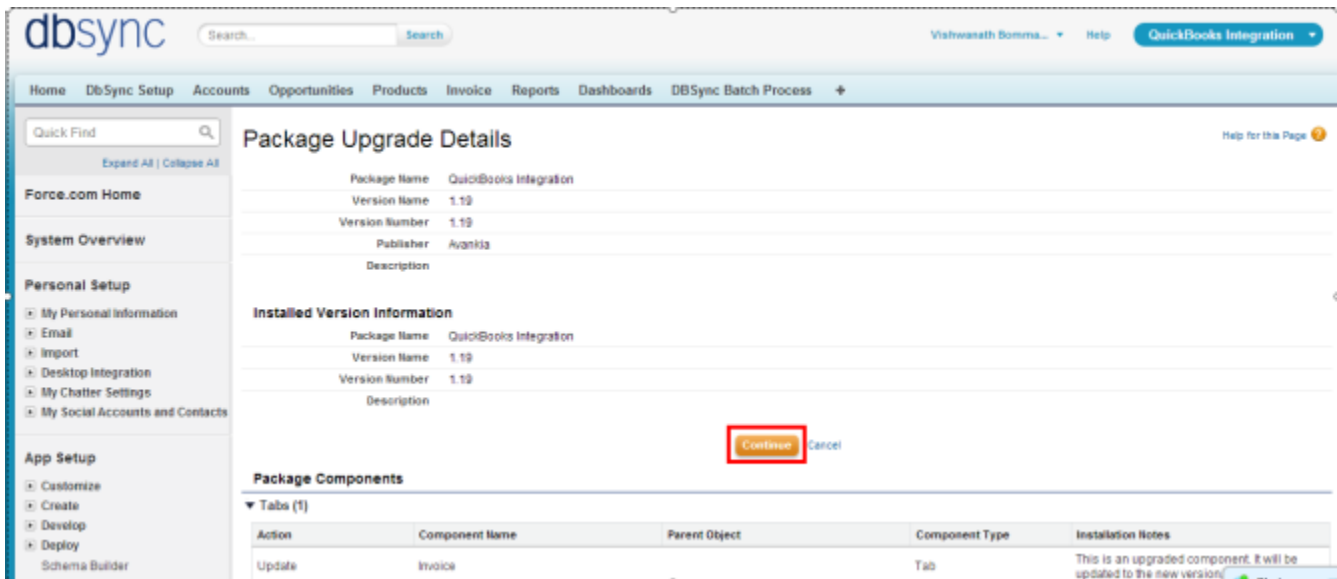 dbsync
Search...
Search
Vishwanath Bomma...
Help
QuickBooks Integration
Home DbSync Setup Accounts Opportunities Products Invoice Reports Dashboards DBSync Batch Process +
Quick Find
Expand All | Collapse All
Force.com Home
System Overview
Personal Setup
My Personal Information
Email
Import
Desktop Integration
My Chatter Settings
My Social Accounts and Contacts
App Setup
Customize
Create
Develop
Deploy
Schema Builder
Package Upgrade Details
Help for this Page ?
Package Name QuickBooks Integration
Version Name 1.19
Version Number 1.19
Publisher Avankia
Description
Installed Version Information
Package Name QuickBooks Integration
Version Name 1.19
Version Number 1.19
Description
Continue Cancel
Package Components
Tabs (1)
Action Component Name Parent Object Component Type Installation Notes
Update Invoice Tab This is an upgraded component. It will be
updated to the new version